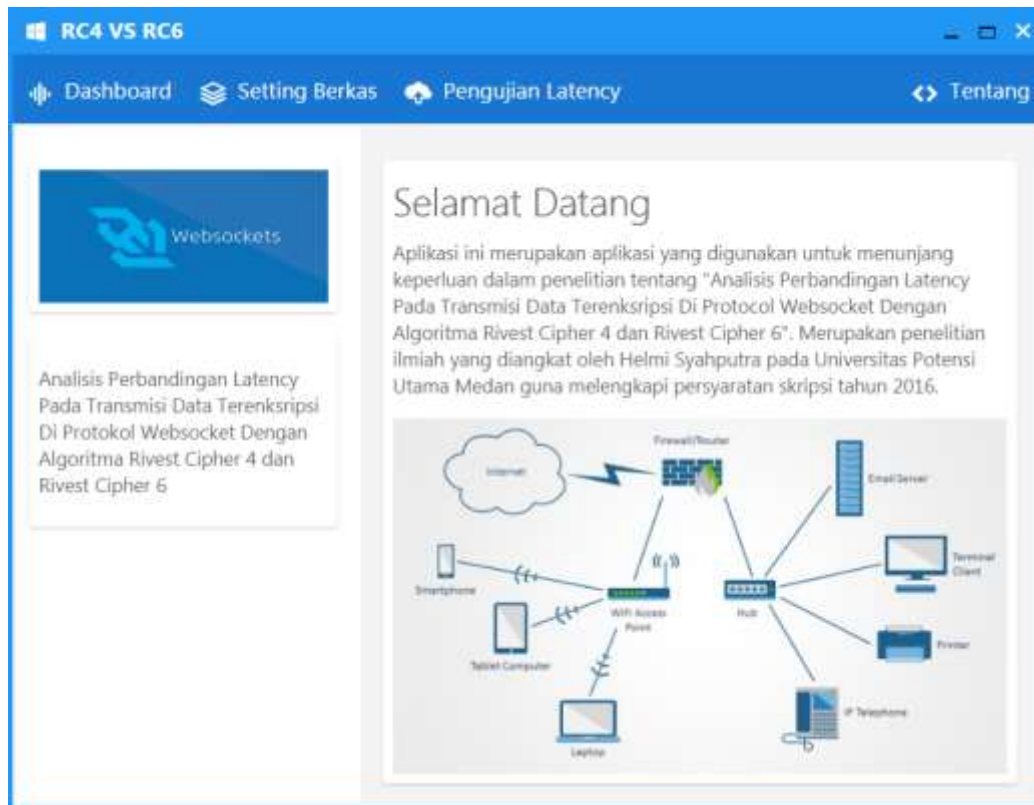 RC4 VS RC6
Dashboard Setting Berkas Pengujian Latency Tentang
Websockets
Analisis Perbandingan Latency
Pada Transmisi Data Terenksripsi
Di Protokol Websocket Dengan
Algoritma Rivest Cipher 4 dan
Rivest Cipher 6
Selamat Datang
Aplikasi ini merupakan aplikasi yang digunakan untuk menunjang
keperluan dalam penelitian tentang "Analisis Perbandingan Latency
Pada Transmisi Data Terenksripsi Di Protocol Websocket Dengan
Algoritma Rivest Cipher 4 dan Rivest Cipher 6". Merupakan penelitian
ilmiah yang diangkat oleh Helmi Syahputra pada Universitas Potensi
Utama Medan guna melengkapi persyaratan skripsi tahun 2016.
Firewall/Router
Internet
Email Server
Terminal
Client
Smartphone
WiFi Access
Point
Hub
Printer
Tablet Computer
IP Telephone
Laptop